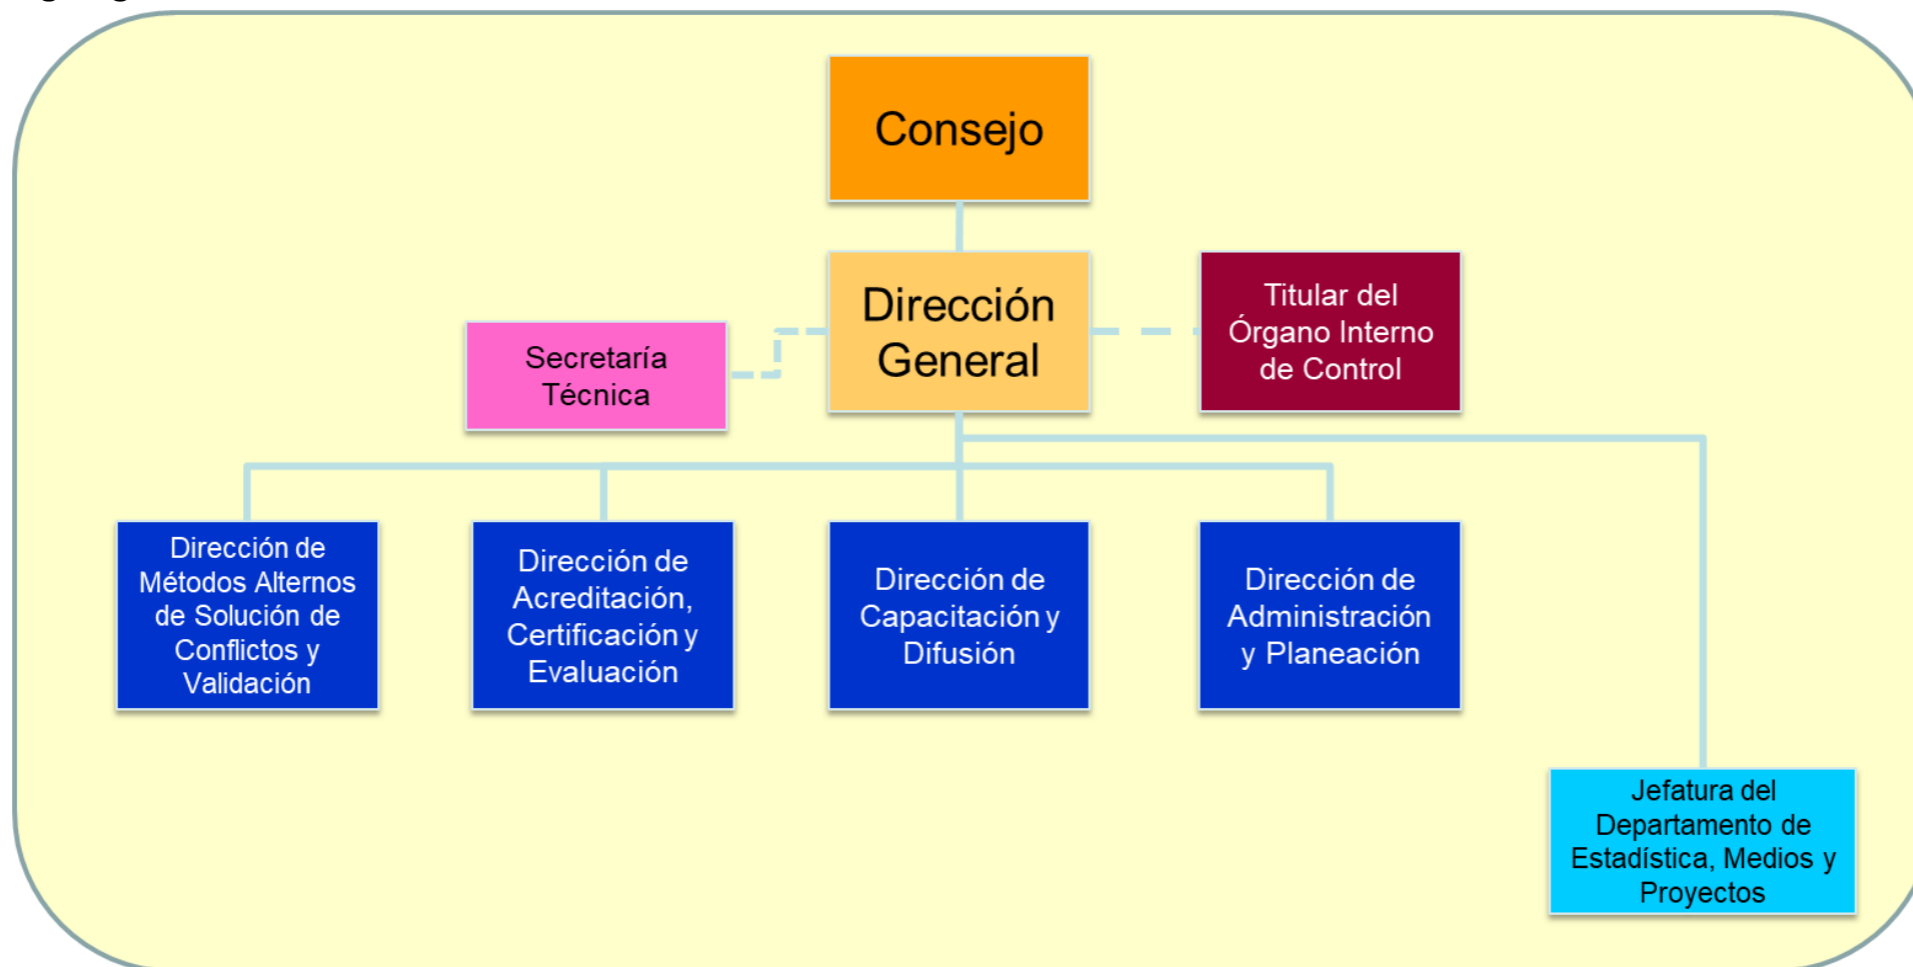 Consejo
Dirección
General
Titular del
Órgano Interno
de Control
Secretaría
Técnica
Dirección de
Métodos Alternos
de Solución de
Conflictos y
Validación
Dirección de
Acreditación,
Certificación y
Evaluación
Dirección de
Capacitación y
Difusión
Dirección de
Administración
y Planeación
Jefatura del
Departamento de
Estadística, Medios y
Proyectos